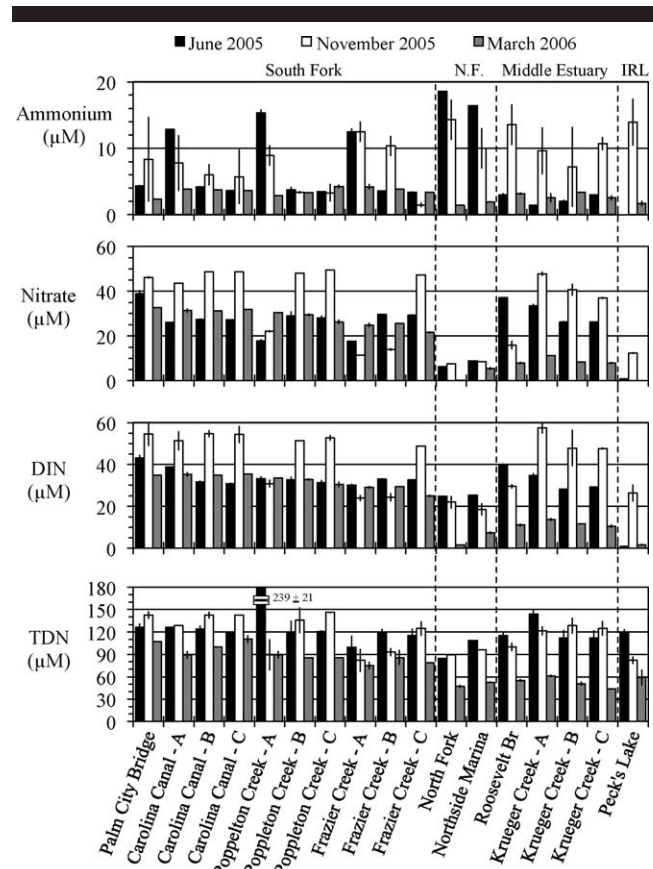 June 2005 November 2005 March 2006
South Fork N.F. Middle Estuary IRL
Ammonium
(µM)
20
10
0
Nitrate
(µM)
60
40
20
0
DIN
(µM)
60
40
20
0
TDN
(µM)
180
150
120
90
60
30
0
239 ± 21
Palm City Bridge
Carolina Canal - A
Carolina Canal - B
Carolina Canal - C
Poppelton Creek - A
Poppleton Creek - B
Poppleton Creek - C
Frazier Creek - A
Frazier Creek - B
Frazier Creek - C
North Fork
Northside Marina
Roosevelt Br
Krueger Creek - A
Krueger Creek - B
Krueger Creek - C
Peck's Lake